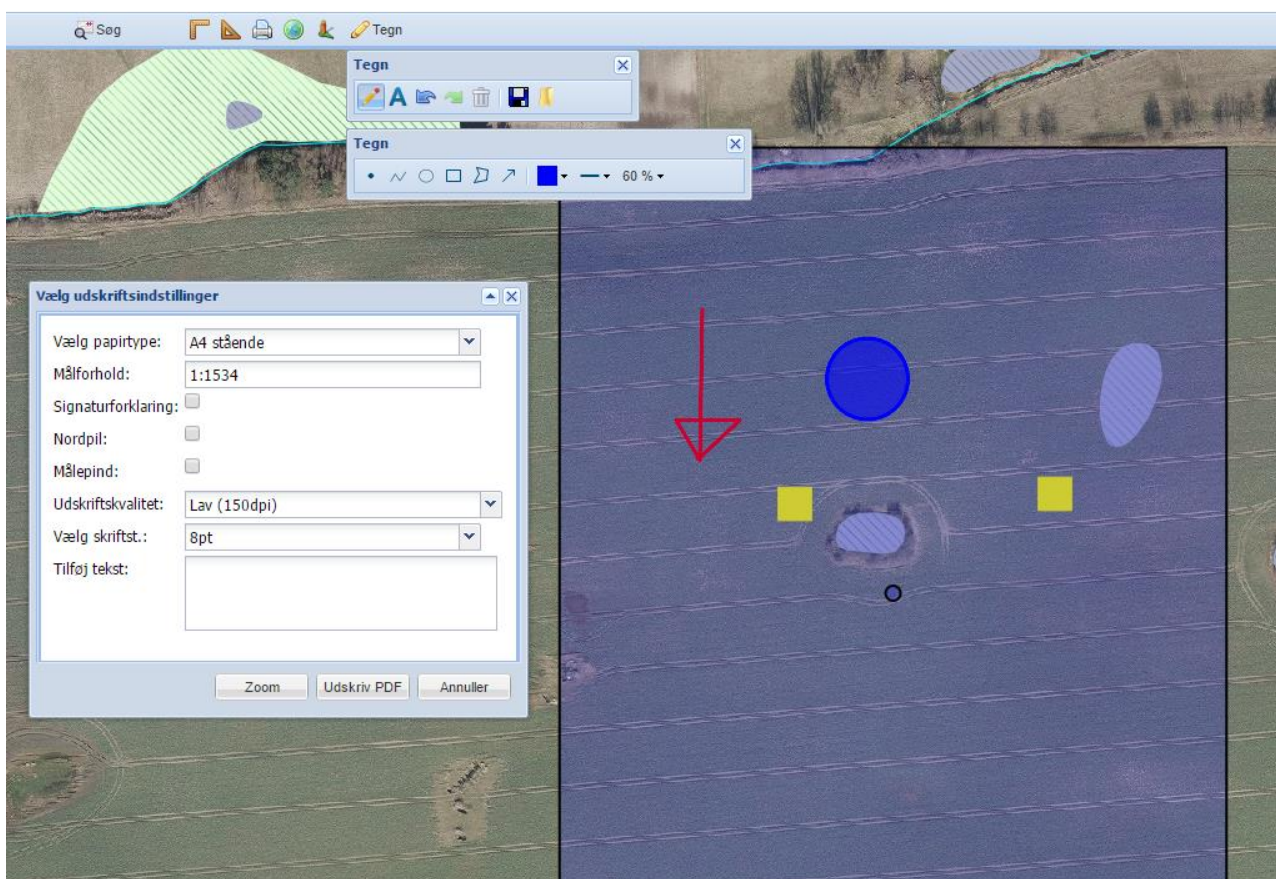 Søg
Tegn
Tegn
A
Tegn
60 %
Vælg udskriftsindstillinger
Vælg papirtype: A4 stående
Målforhold: 1:1534
Signaturforklaring:
Nordpil:
Målepind:
Udskriftskvalitet: Lav (150dpi)
Vælg skriftst.: 8pt
Tilføj tekst:
Zoom Udskriv PDF Annuller